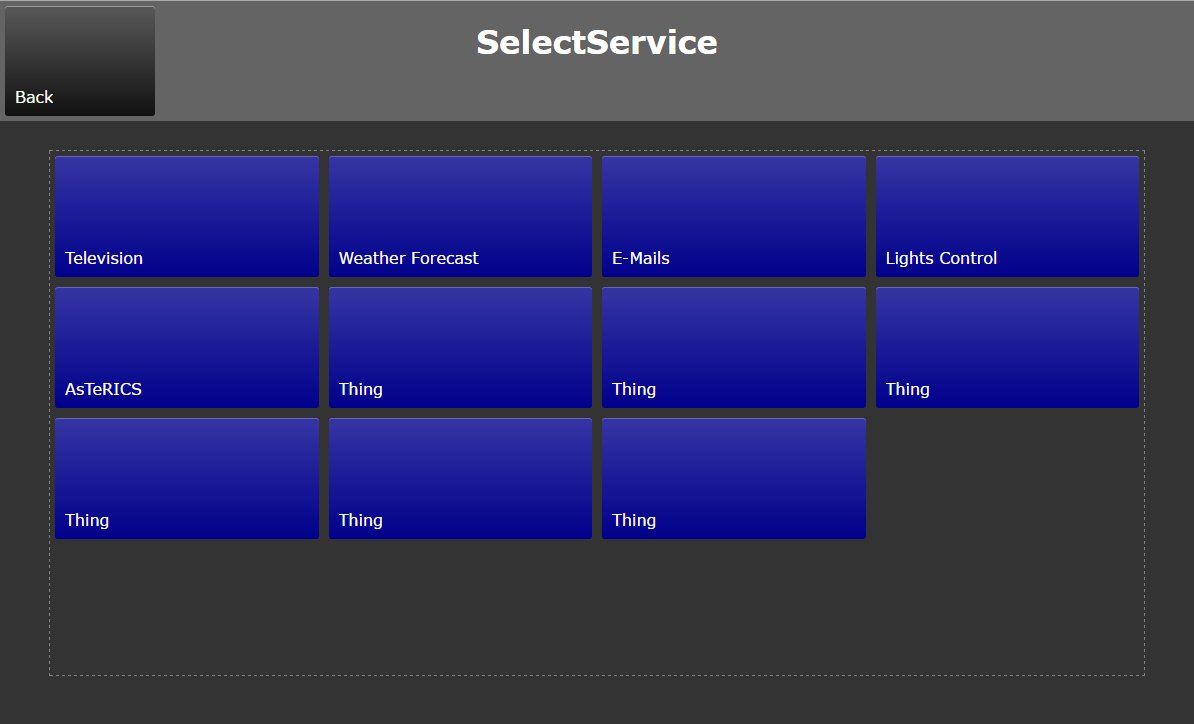 SelectService
Back
Television
Weather Forecast
E-Mails
Lights Control
AsTeRICS
Thing
Thing
Thing
Thing
Thing
Thing